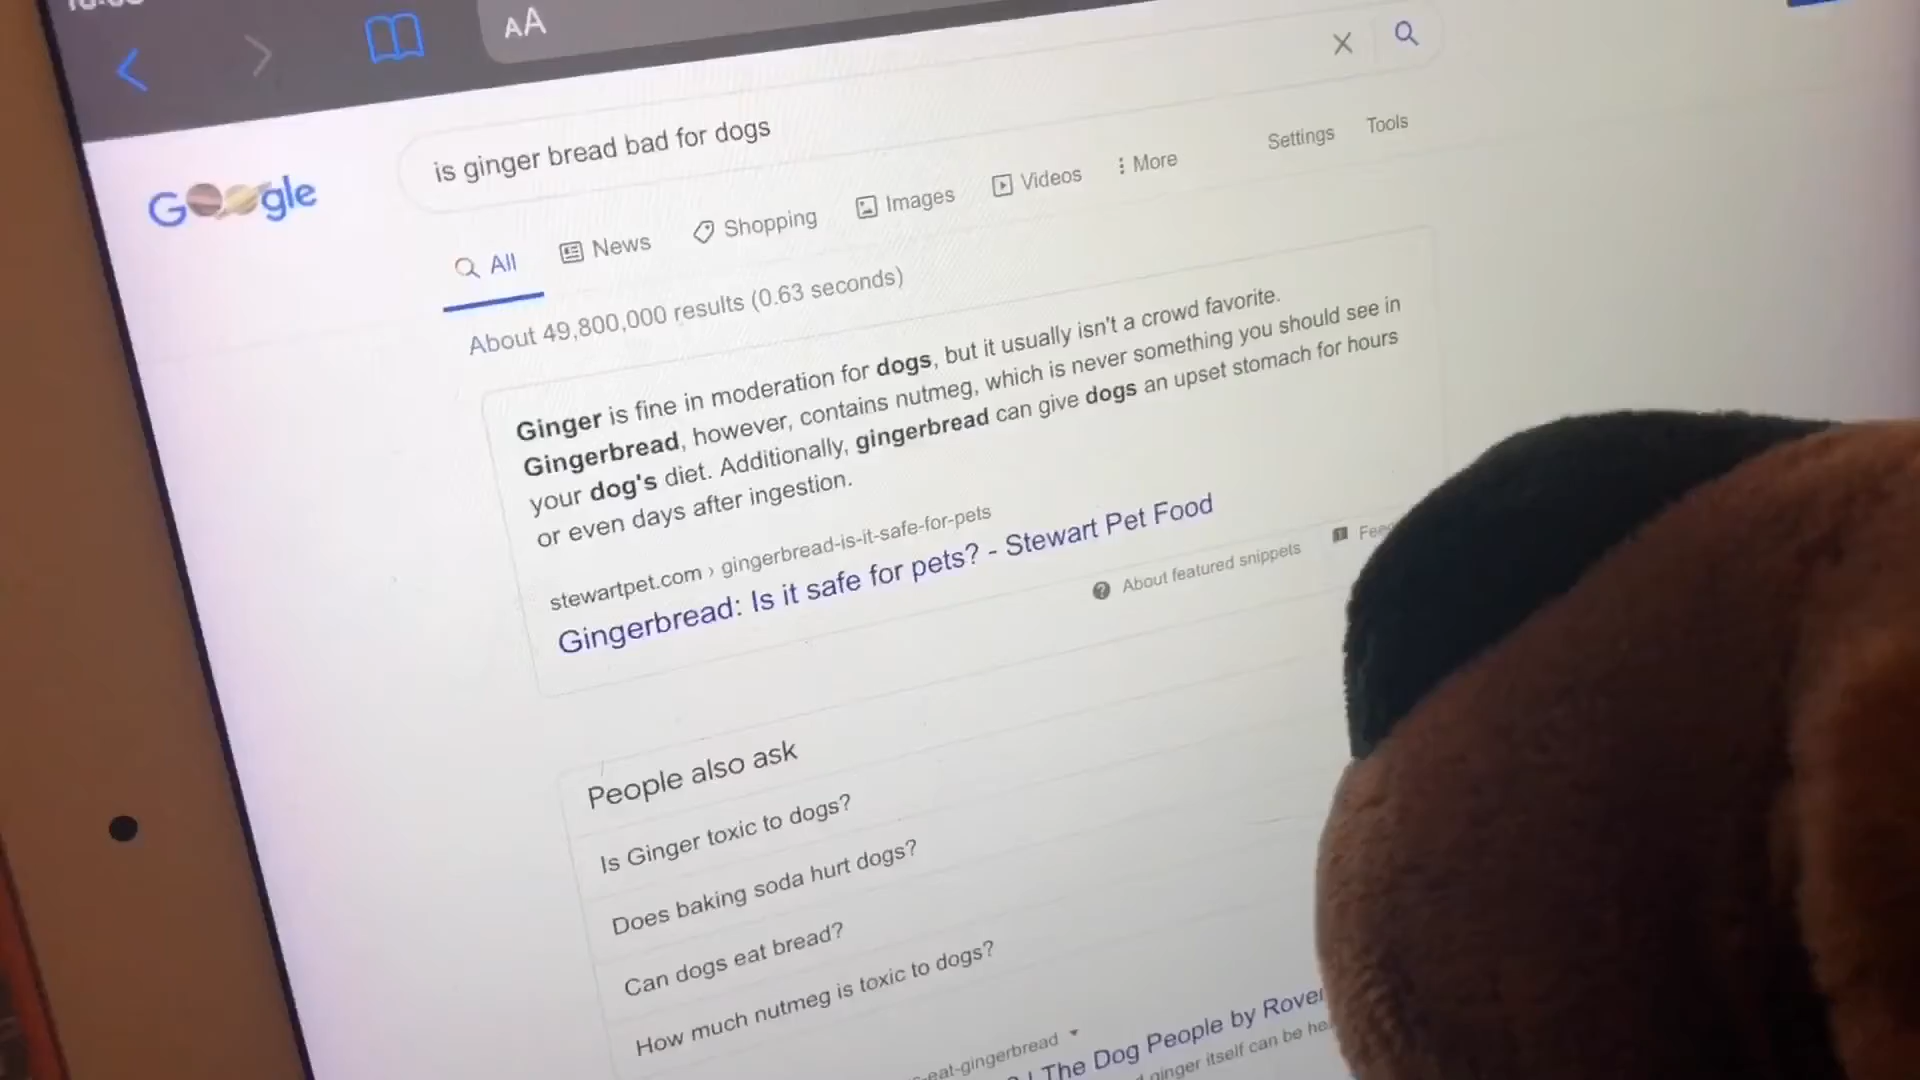 AA
is ginger bread bad for dogs
Google
All News Shopping Images Videos More Settings Tools
About 49,800,000 results (0.63 seconds)
Ginger is fine in moderation for dogs, but it usually isn't a crowd favorite.
Gingerbread, however, contains nutmeg, which is never something you should see in
your dog's diet. Additionally, gingerbread can give dogs an upset stomach for hours
or even days after ingestion.
stewartpet.com › gingerbread-is-it-safe-for-pets
Gingerbread: Is it safe for pets? - Stewart Pet Food
About featured snippets
People also ask
Is Ginger toxic to dogs?
Does baking soda hurt dogs?
Can dogs eat bread?
How much nutmeg is toxic to dogs?
-eat-gingerbread
| The Dog People by Rover
ginger itself can be